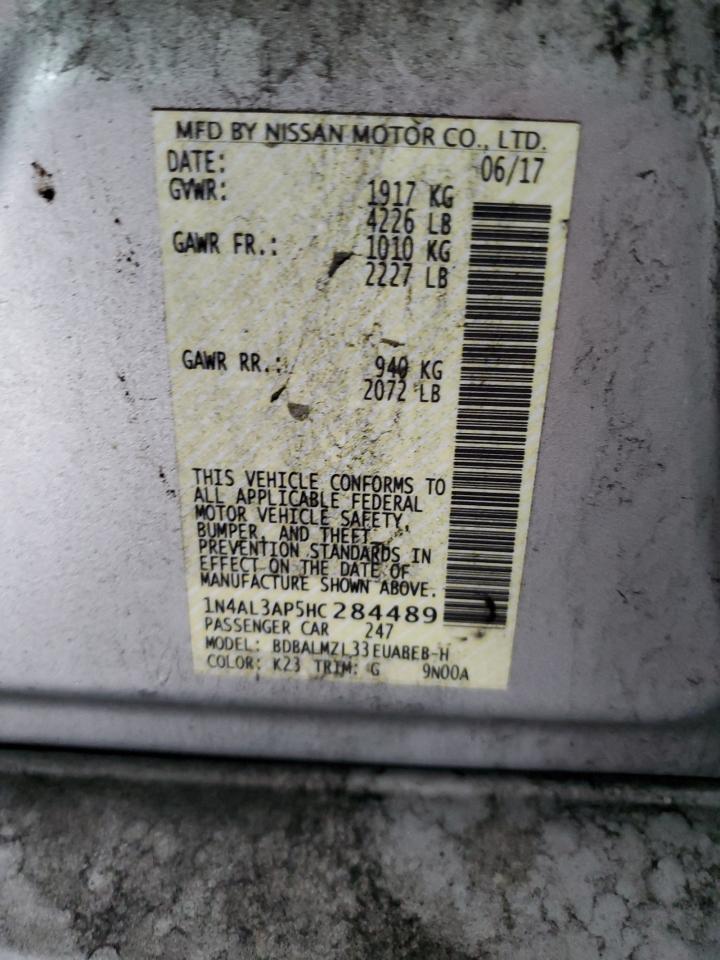 MFD BY NISSAN MOTOR CO., LTD.
DATE: 06/17
GVWR: 1917 KG
4226 LB
GAWR FR.: 1010 KG
2227 LB
GAWR RR.: 940 KG
2072 LB
THIS VEHICLE CONFORMS TO
ALL APPLICABLE FEDERAL
MOTOR VEHICLE SAFETY,
BUMPER, AND THEFT
PREVENTION STANDARDS IN
EFFECT ON THE DATE OF
MANUFACTURE SHOWN ABOVE.
1N4AL3AP5HC284489
PASSENGER CAR 247
MODEL: BDBALMZL33EUABEB-H
COLOR: K23 TRIM: G 9N00A